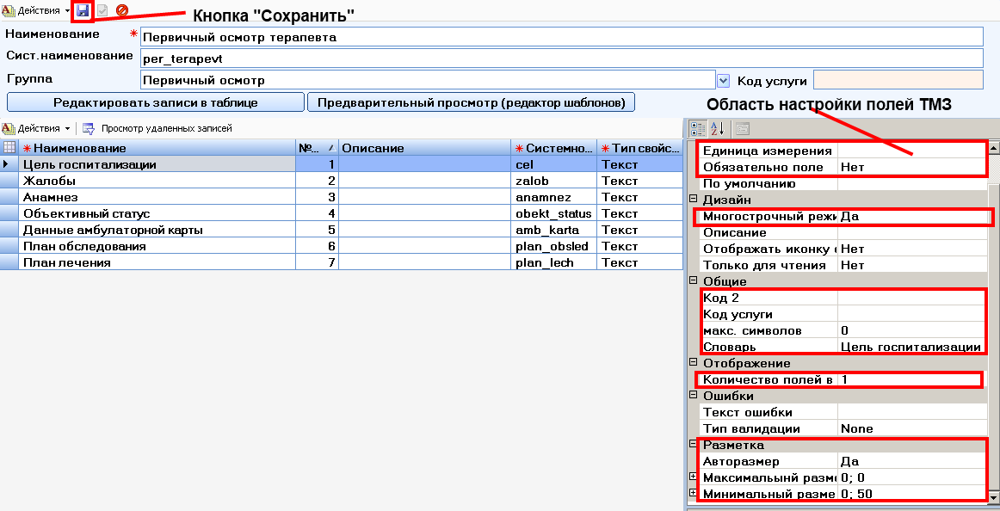 Действия
Кнопка "Сохранить"
Наименование * Первичный осмотр терапевта
Сист.наименование per_terapevt
Группа Первичный осмотр Код услуги
Редактировать записи в таблице Предварительный просмотр (редактор шаблонов)
Область настройки полей ТМЗ
Действия Просмотр удаленных записей
* Наименование №... Описание * Системно... * Тип свойс...
Цель госпитализации 1 cel Текст
Жалобы 2 zalob Текст
Анамнез 3 anamnez Текст
Объективный статус 4 obekt_status Текст
Данные амбулаторной карты 5 amb_karta Текст
План обследования 6 plan_obsled Текст
План лечения 7 plan_lech Текст
Единица измерения
Обязательно поле Нет
По умолчанию
Дизайн
Многострочный режи Да
Описание
Отображать иконку Нет
Только для чтения Нет
Общие
Код 2
Код услуги
макс. символов 0
Словарь Цель госпитализации
Отображение
Количество полей в 1
Ошибки
Текст ошибки
Тип валидации None
Разметка
Авторазмер Да
Максимальынй разме 0; 0
Минимальный разме 0; 50